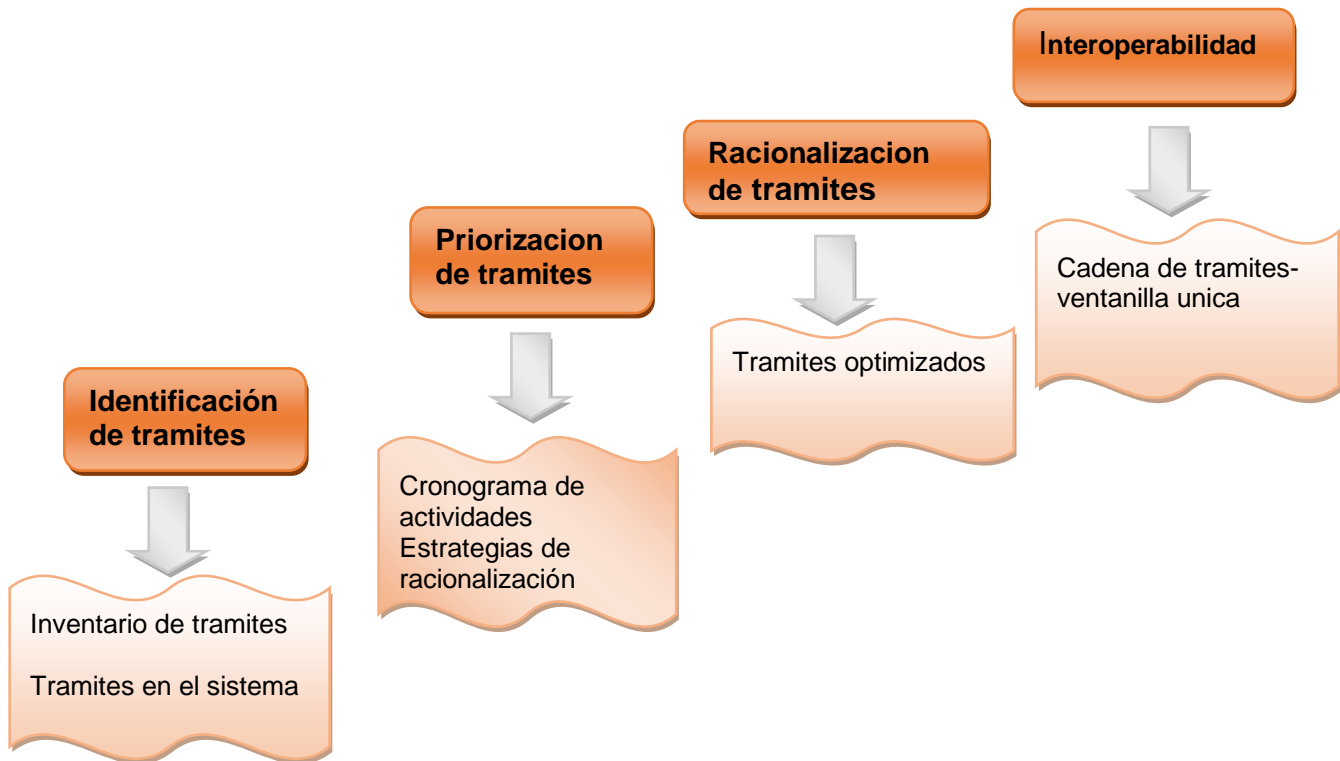 Identificación
de tramites
Inventario de tramites
Tramites en el sistema
Priorizacion
de tramites
Cronograma de
actividades
Estrategias de
racionalización
Racionalizacion
de tramites
Tramites optimizados
Interoperabilidad
Cadena de tramites-
ventanilla unica